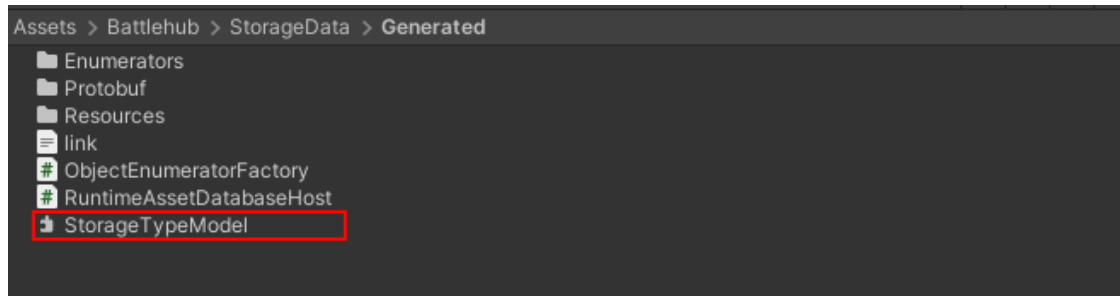 Assets > Battlehub > StorageData > Generated
Enumerators
Protobuf
Resources
link
# ObjectEnumeratorFactory
# RuntimeAssetDatabaseHost
StorageTypeModel